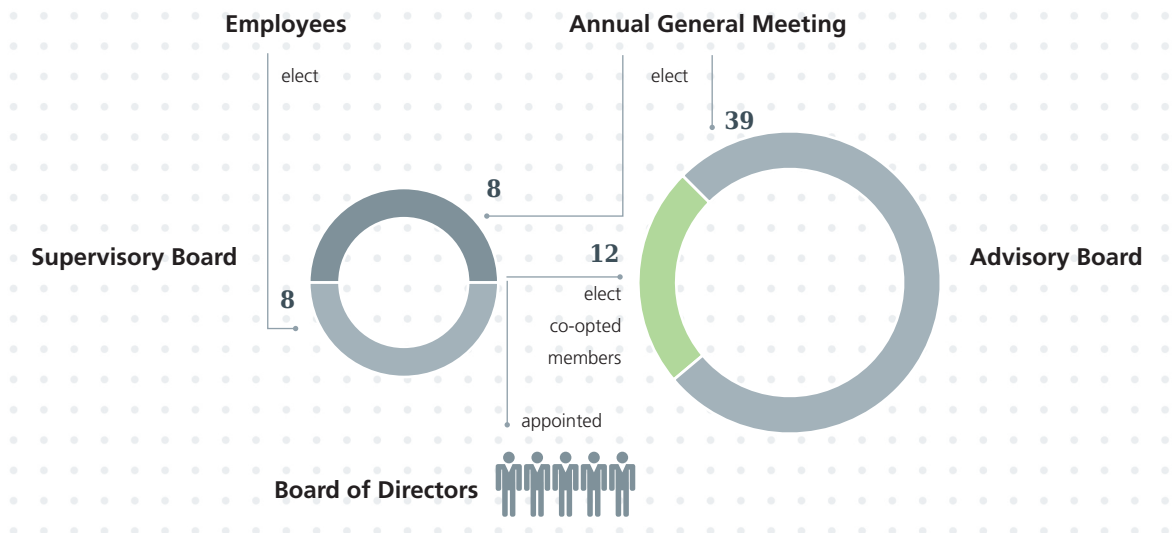 Employees
Annual General Meeting
elect
elect
39
8
Supervisory Board
12
Advisory Board
8
elect
co-opted
members
appointed
Board of Directors